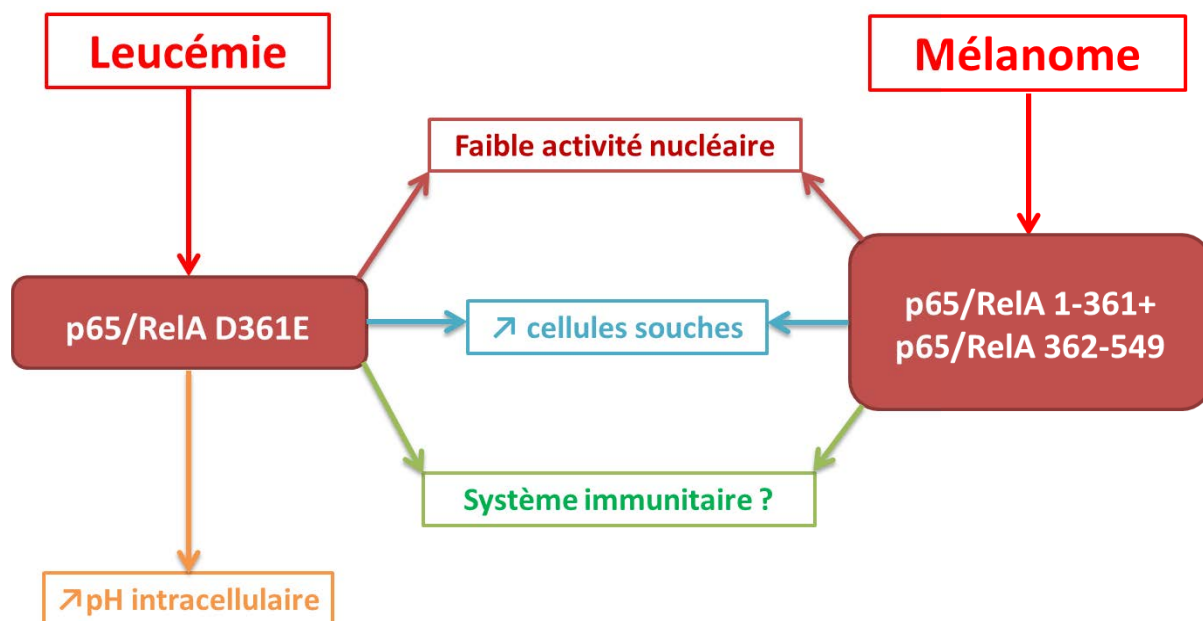 Leucémie
Mélanome
Faible activité nucléaire
p65/RelA D361E
↗ cellules souches
p65/RelA 1-361+
p65/RelA 362-549
Système immunitaire ?
↗pH intracellulaire